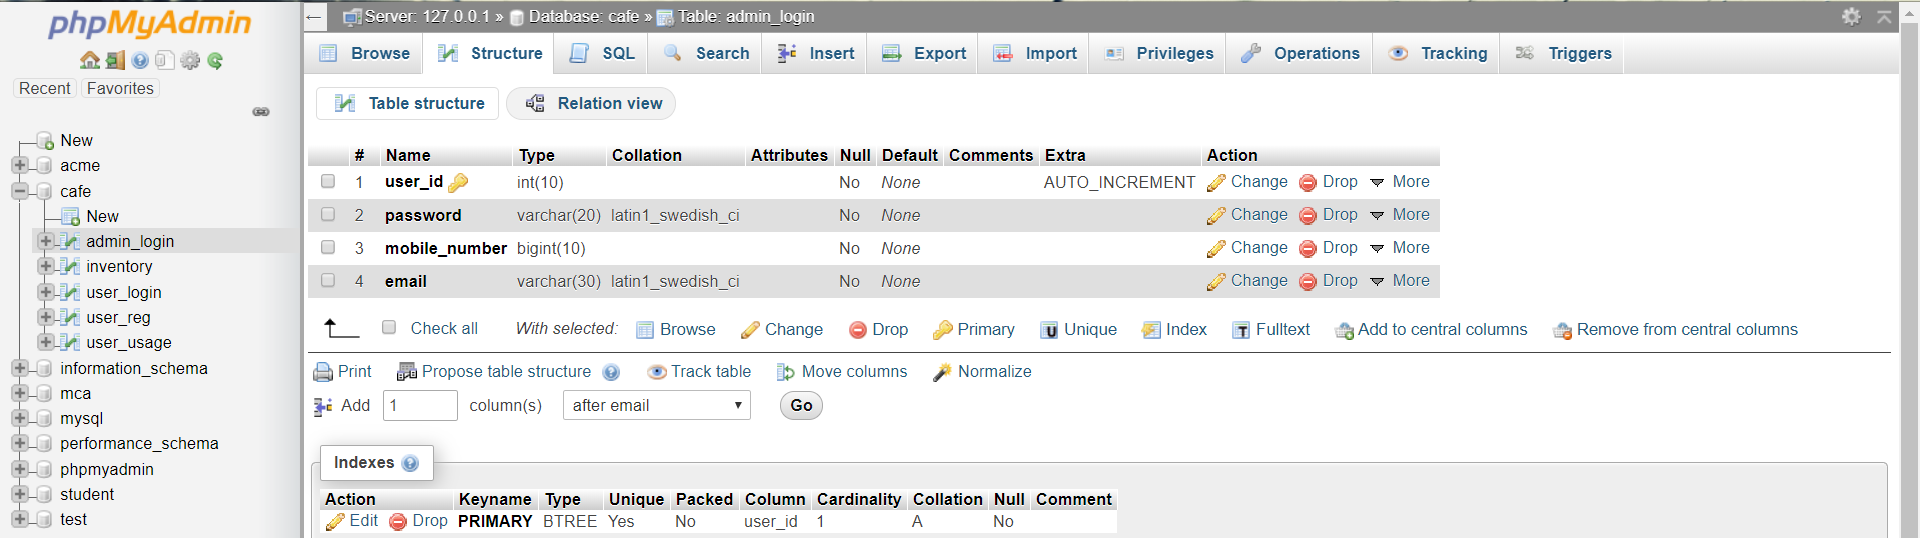 phpMyAdmin
Recent Favorites
New
acme
cafe
New
admin_login
inventory
user_login
user_reg
user_usage
information_schema
mca
mysql
performance_schema
phpmyadmin
student
test
Server: 127.0.0.1 » Database: cafe » Table: admin_login
Browse Structure SQL Search Insert Export Import Privileges Operations Tracking Triggers
Table structure Relation view
# Name Type Collation Attributes Null Default Comments Extra Action
1 user_id int(10) No None AUTO_INCREMENT Change Drop More
2 password varchar(20) latin1_swedish_ci No None Change Drop More
3 mobile_number bigint(10) No None Change Drop More
4 email varchar(30) latin1_swedish_ci No None Change Drop More
Check all With selected: Browse Change Drop Primary Unique Index Fulltext Add to central columns Remove from central columns
Print Propose table structure Track table Move columns Normalize
Add 1 column(s) after email Go
Indexes
Action Keyname Type Unique Packed Column Cardinality Collation Null Comment
Edit Drop PRIMARY BTREE Yes No user_id 1 A No